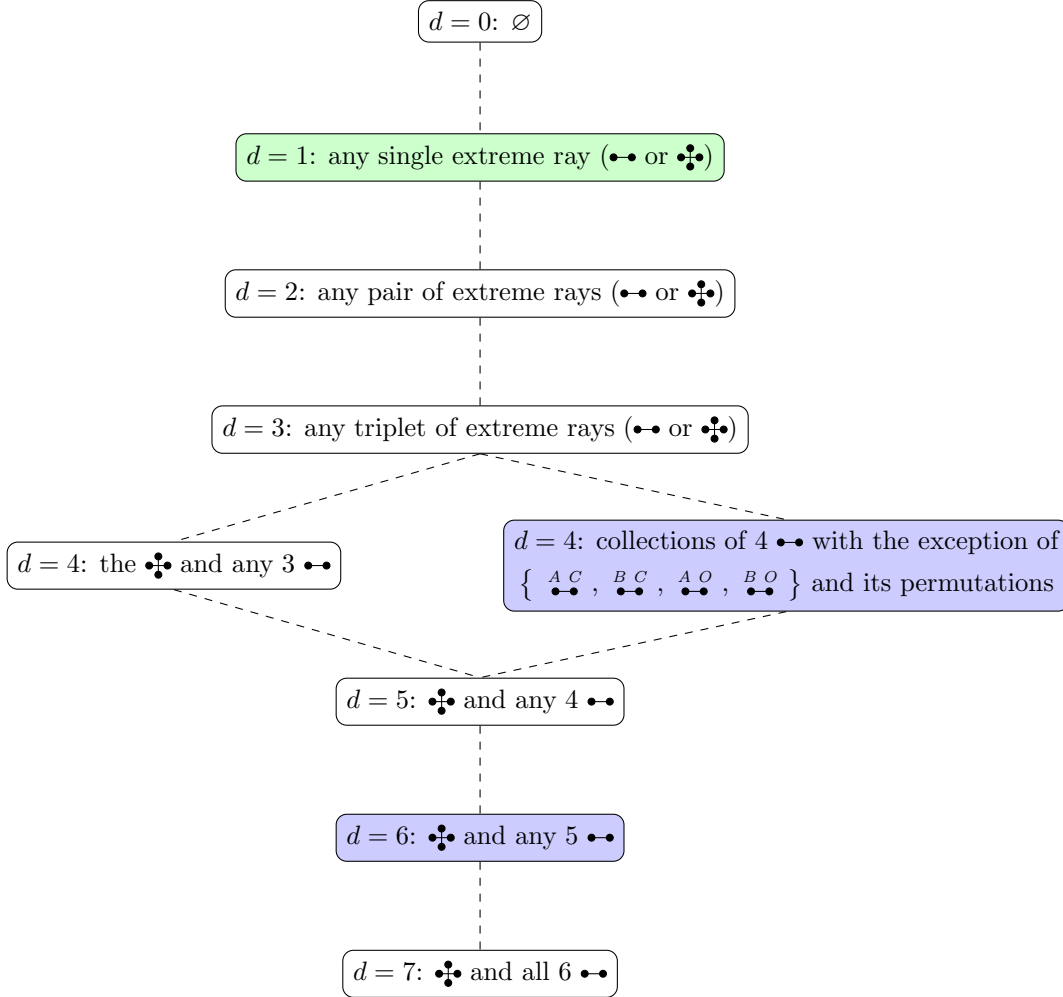 d = 0: ∅
d = 1: any single extreme ray ( or )
d = 2: any pair of extreme rays ( or )
d = 3: any triplet of extreme rays ( or )
d = 4: the and any 3
d = 4: collections of 4 with the exception of
{ A C , B C , A O , B O } and its permutations
d = 5: and any 4
d = 6: and any 5
d = 7: and all 6